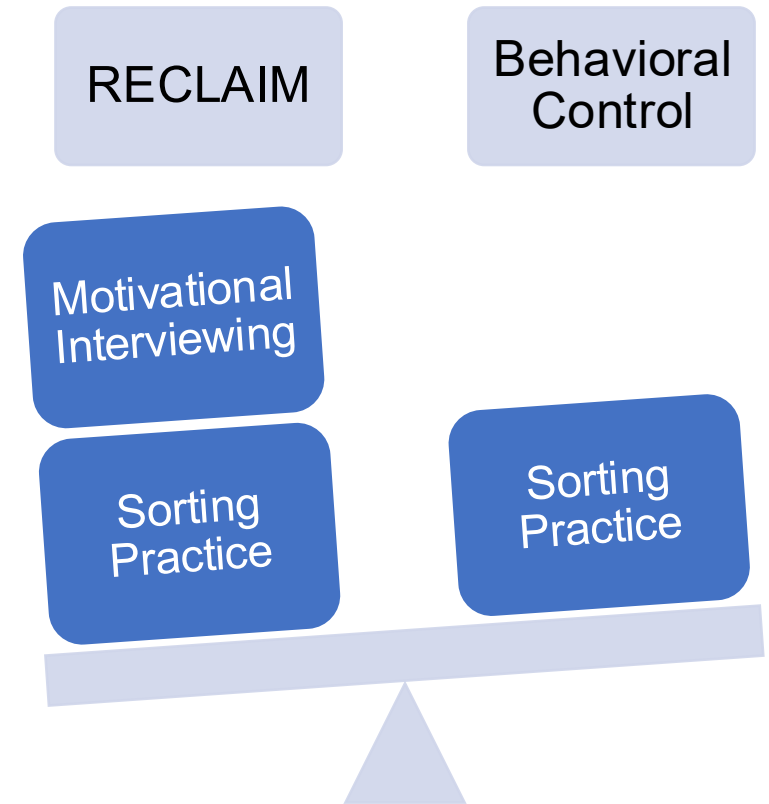 RECLAIM
Behavioral
Control
Motivational
Interviewing
Sorting
Practice
Sorting
Practice